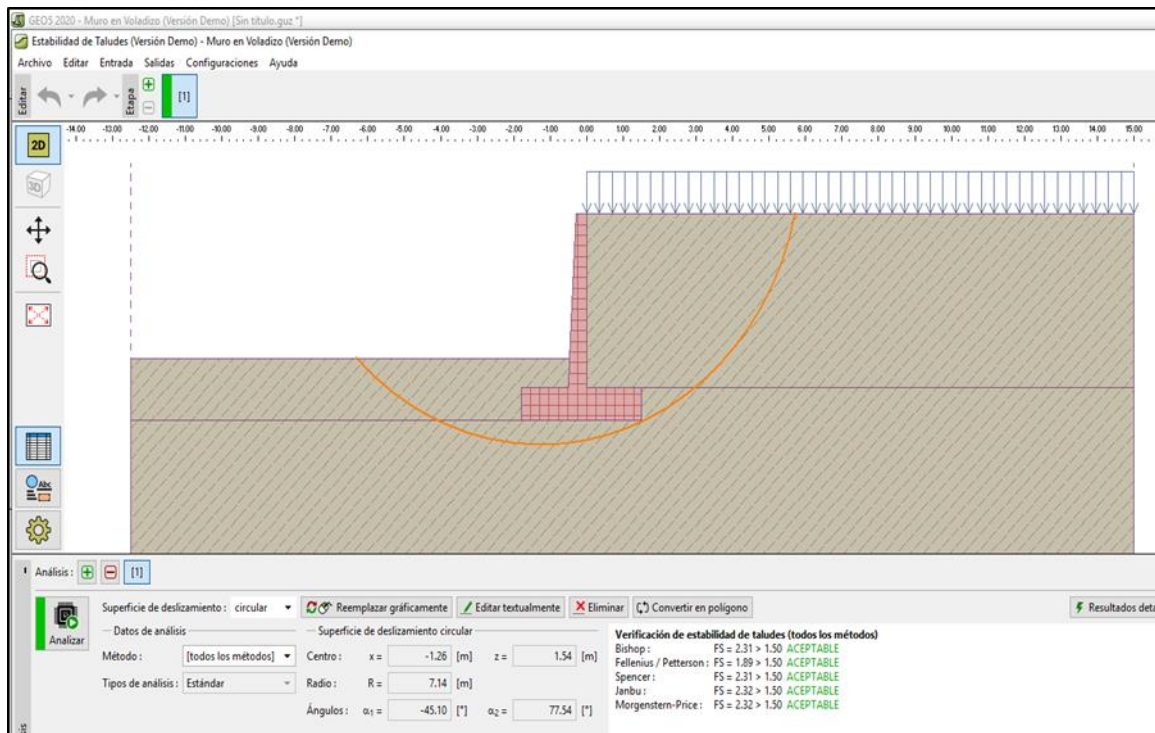 GEO5 2020 - Muro en Voladizo (Versión Demo) [Sin título.guz *]
Estabilidad de Taludes (Versión Demo) - Muro en Voladizo (Versión Demo)
Archivo Editar Entrada Salidas Configuraciones Ayuda
Editar
Etapa
[1]
-14.00 -13.00 -12.00 -11.00 -10.00 -9.00 -8.00 -7.00 -6.00 -5.00 -4.00 -3.00 -2.00 -1.00 0.00 1.00 2.00 3.00 4.00 5.00 6.00 7.00 8.00 9.00 10.00 11.00 12.00 13.00 14.00 15.00
2D
3D
Abc
Análisis : [1]
Analizar
Superficie de deslizamiento : circular
Reemplazar gráficamente Editar textualmente Eliminar Convertir en polígono
Datos de análisis
Método : [todos los métodos]
Tipos de análisis : Estándar
Superficie de deslizamiento circular
Centro : x = -1.26 [m] z = 1.54 [m]
Radio : R = 7.14 [m]
Ángulos : α1 = -45.10 [°] α2 = 77.54 [°]
Verificación de estabilidad de taludes (todos los métodos)
Bishop : FS = 2.31 > 1.50 ACEPTABLE
Fellenius / Petterson : FS = 1.89 > 1.50 ACEPTABLE
Spencer : FS = 2.31 > 1.50 ACEPTABLE
Janbu : FS = 2.32 > 1.50 ACEPTABLE
Morgenstern-Price : FS = 2.32 > 1.50 ACEPTABLE
Resultados deta